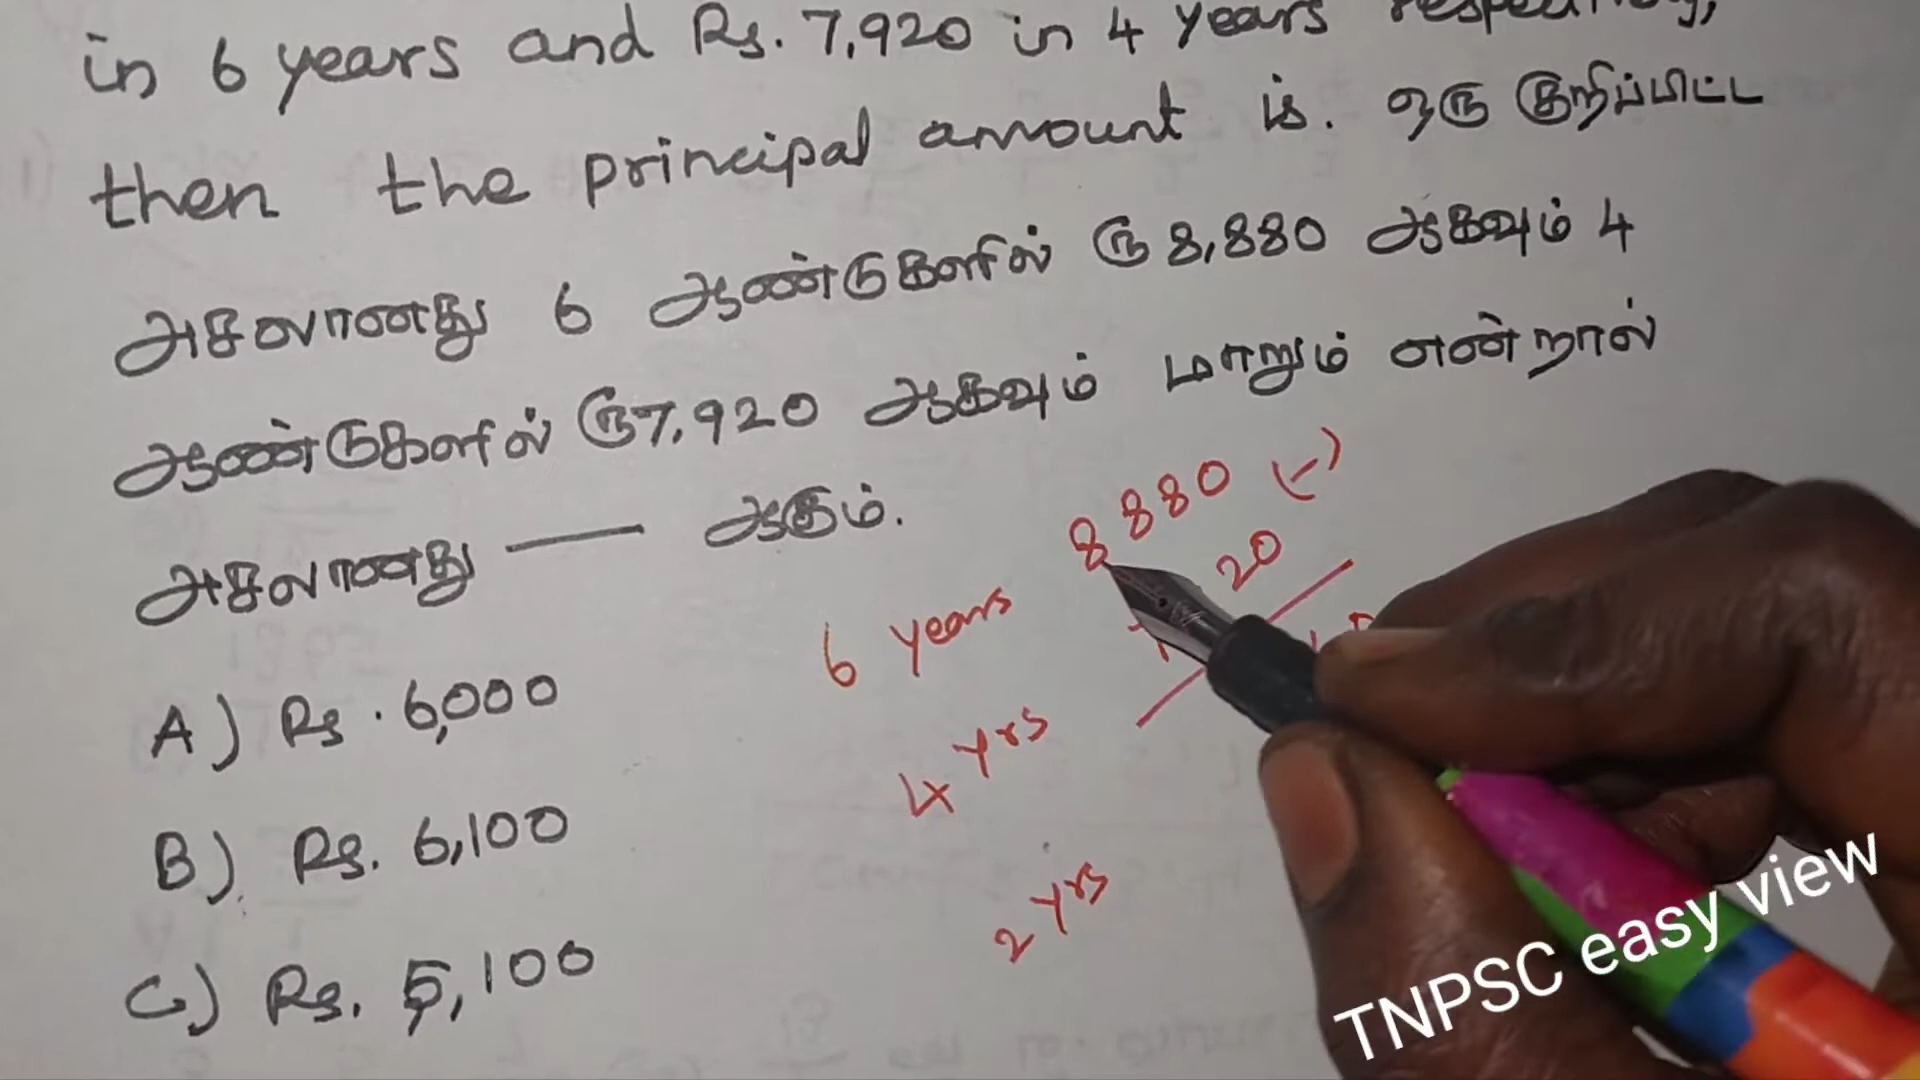 in 6 years and Rs. 7,920 in 4 years respectively,
then the principal amount is. ஒரு குறிப்பிட்ட
அசலானது 6 ஆண்டுகளில் ரூ 8,880 ஆகவும் 4
ஆண்டுகளில் ரூ7,920 ஆகவும் மாறும் என்றால்
அசலானது — ஆகும்.
A) Rs. 6,000
B) Rs. 6,100
C) Rs. 5,100
8880 (-)
6 years
20
4 yrs
2 yrs
TNPSC easy view